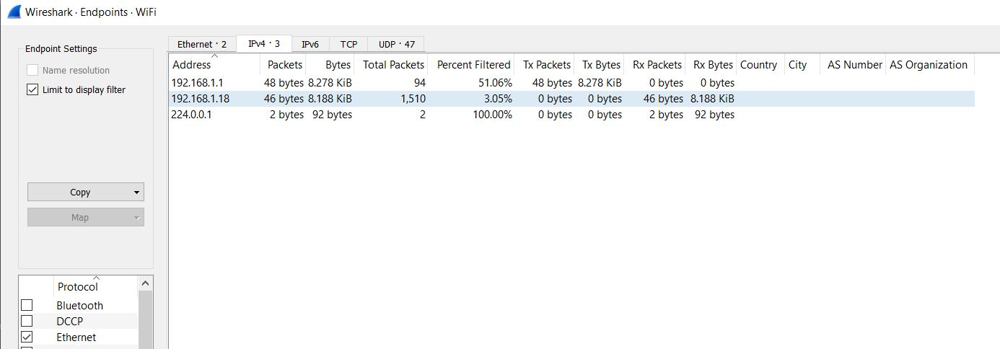 Wireshark · Endpoints · WiFi
Endpoint Settings
Name resolution
Limit to display filter
Copy
Map
Protocol
Bluetooth
DCCP
Ethernet
Ethernet · 2 IPv4 · 3 IPv6 TCP UDP · 47
Address Packets Bytes Total Packets Percent Filtered Tx Packets Tx Bytes Rx Packets Rx Bytes Country City AS Number AS Organization
192.168.1.1 48 bytes 8.278 KiB 94 51.06% 48 bytes 8.278 KiB 0 bytes 0 bytes
192.168.1.18 46 bytes 8.188 KiB 1,510 3.05% 0 bytes 0 bytes 46 bytes 8.188 KiB
224.0.0.1 2 bytes 92 bytes 2 100.00% 0 bytes 0 bytes 2 bytes 92 bytes